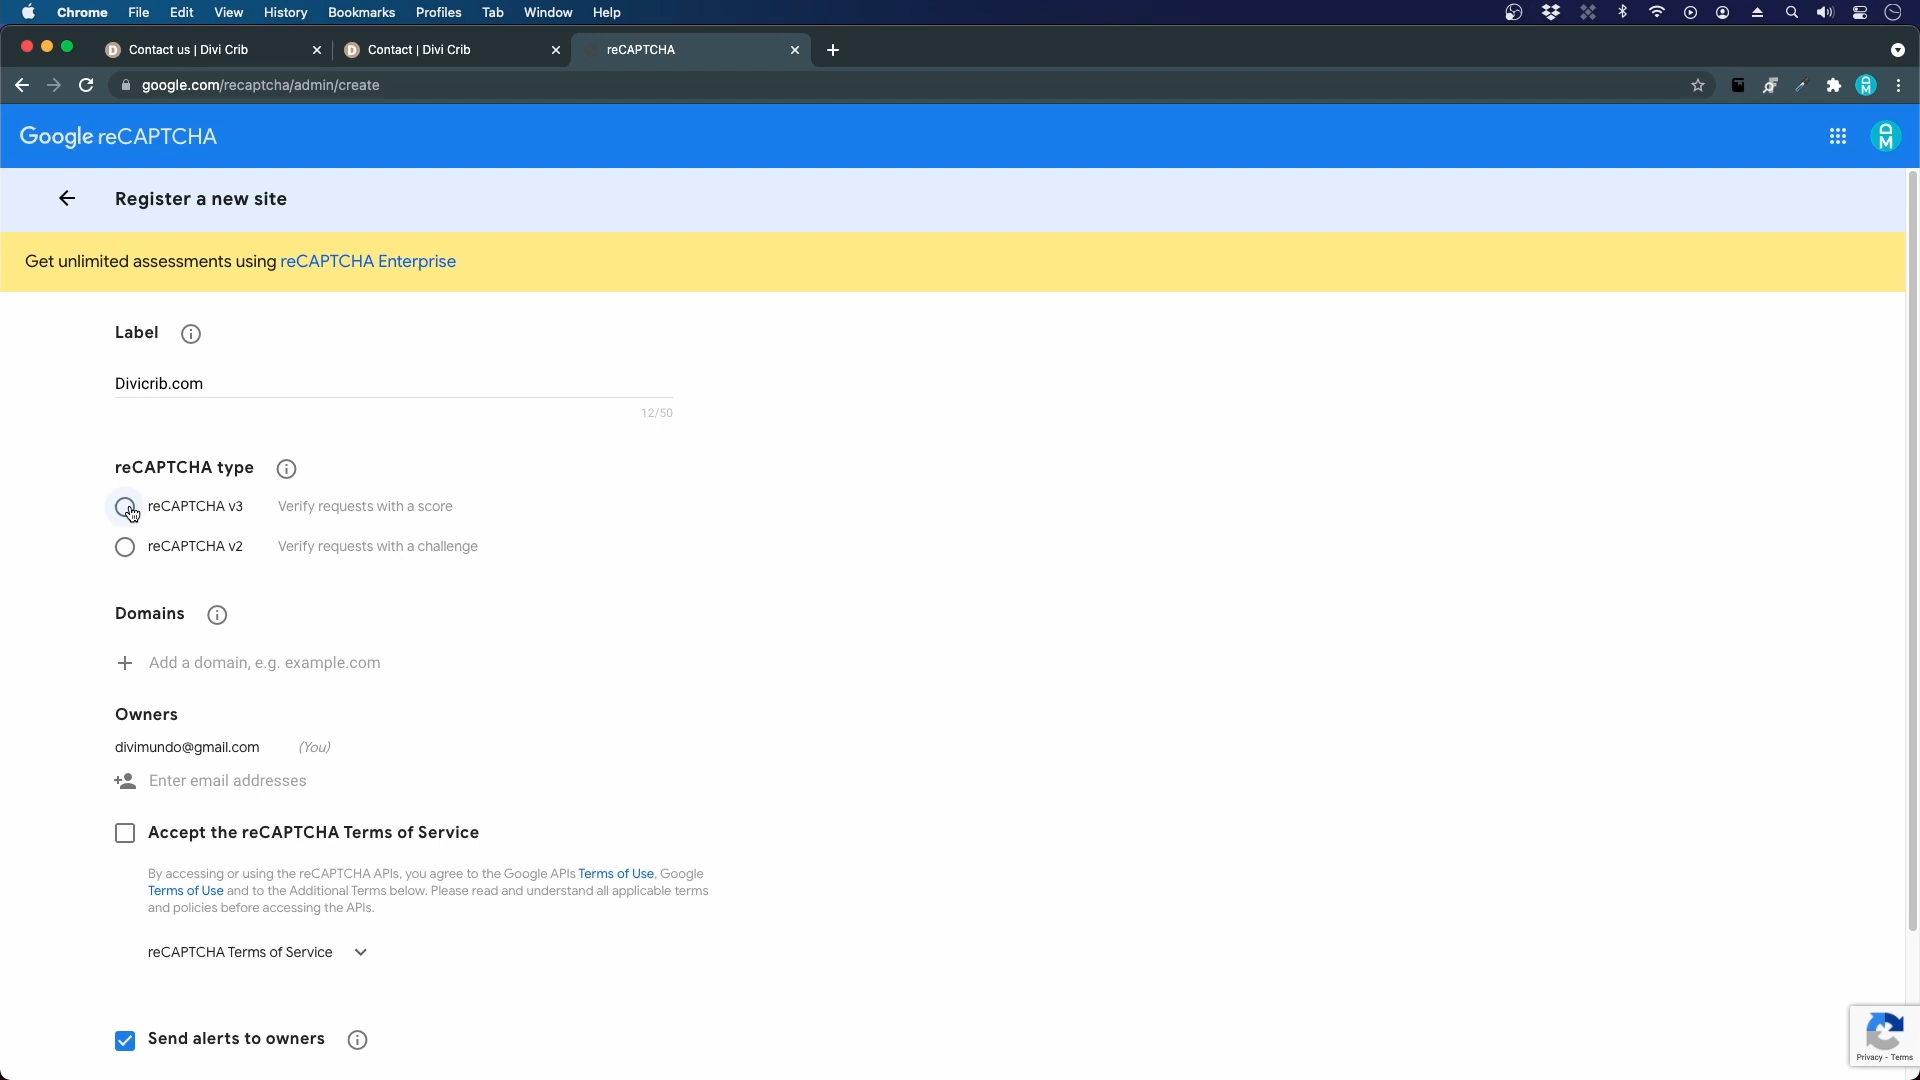 Chrome File Edit View History Bookmarks Profiles Tab Window Help
Contact us | Divi Crib
Contact | Divi Crib
reCAPTCHA
google.com/recaptcha/admin/create
Google reCAPTCHA
Register a new site
Get unlimited assessments using reCAPTCHA Enterprise
Label
Divicrib.com
12/50
reCAPTCHA type
reCAPTCHA v3 Verify requests with a score
reCAPTCHA v2 Verify requests with a challenge
Domains
Add a domain, e.g. example.com
Owners
divimundo@gmail.com (You)
Enter email addresses
Accept the reCAPTCHA Terms of Service
By accessing or using the reCAPTCHA APIs, you agree to the Google APIs Terms of Use, Google
Terms of Use and to the Additional Terms below. Please read and understand all applicable terms
and policies before accessing the APIs.
reCAPTCHA Terms of Service
Send alerts to owners
Privacy - Terms